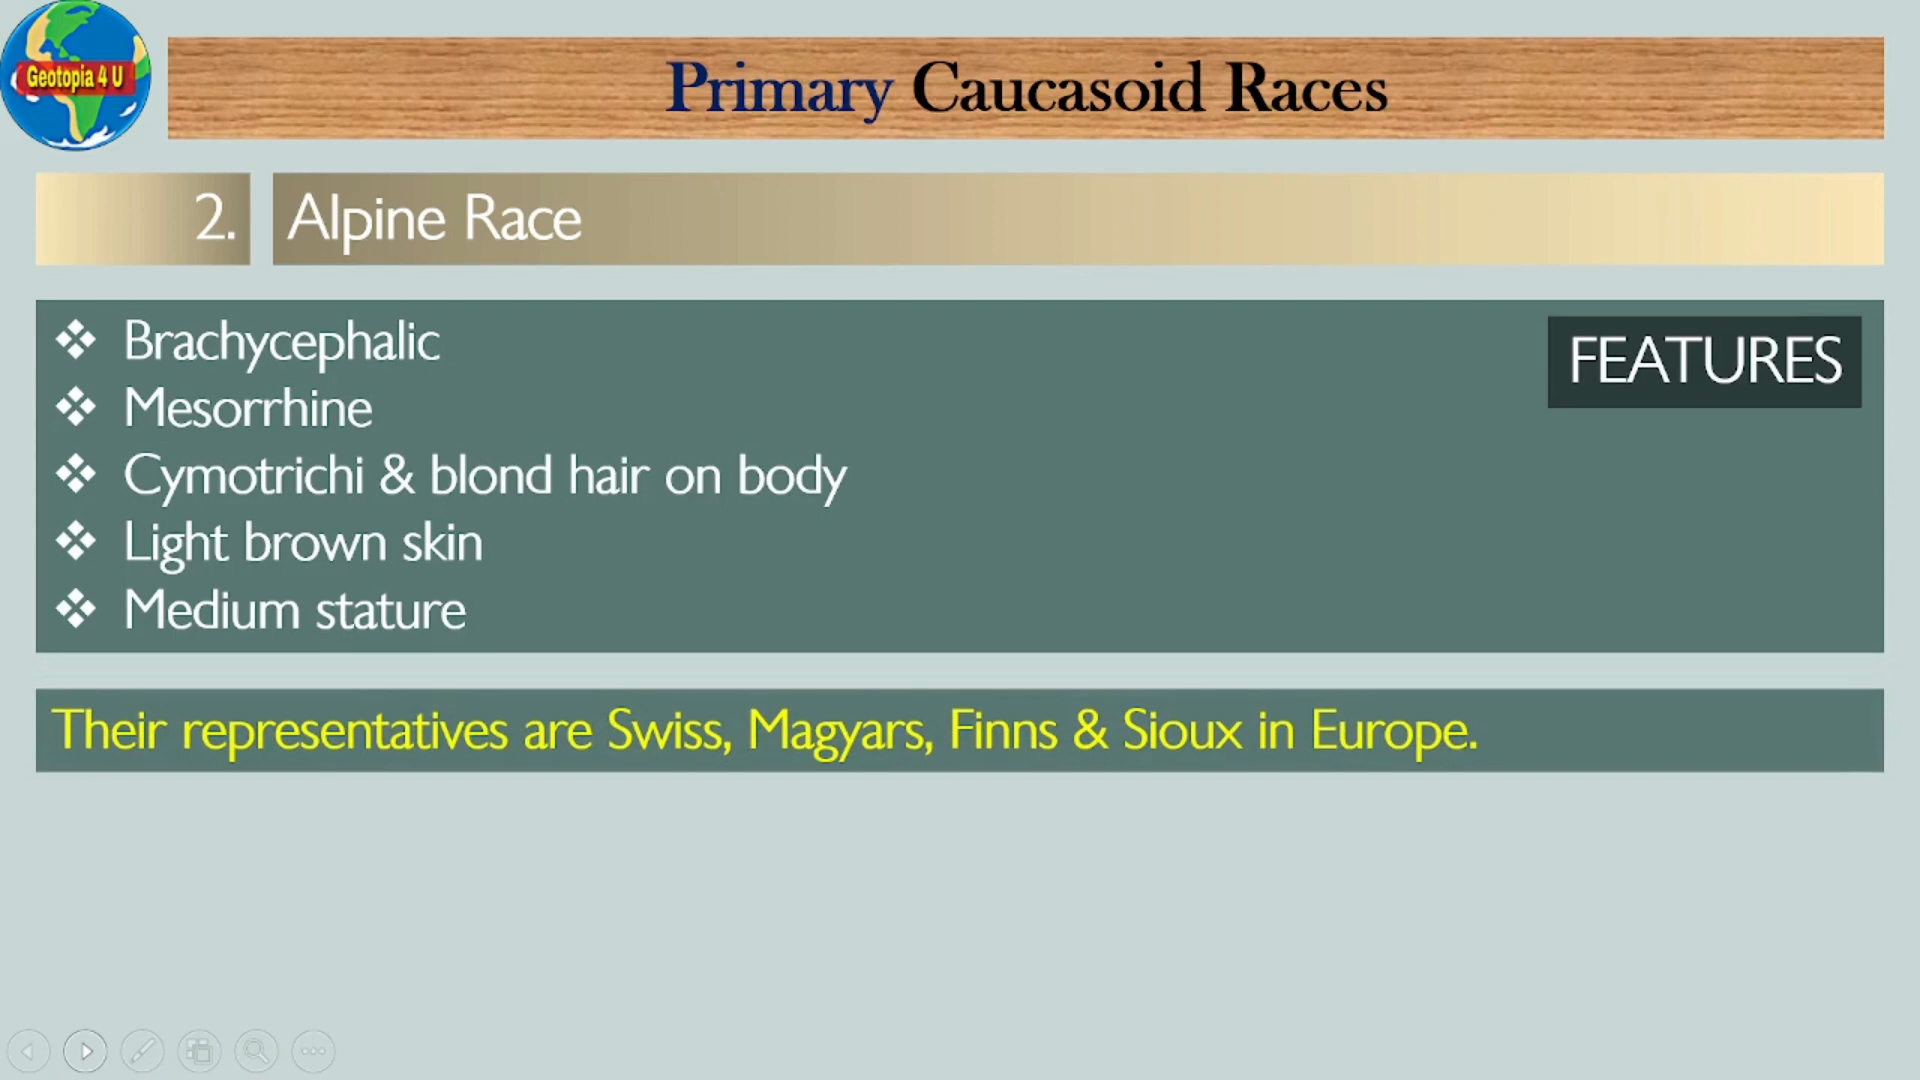 Geotopia 4 U
Primary Caucasoid Races
2. Alpine Race
❖ Brachycephalic
FEATURES
❖ Mesorrhine
❖ Cymotrichi & blond hair on body
❖ Light brown skin
❖ Medium stature
Their representatives are Swiss, Magyars, Finns & Sioux in Europe.